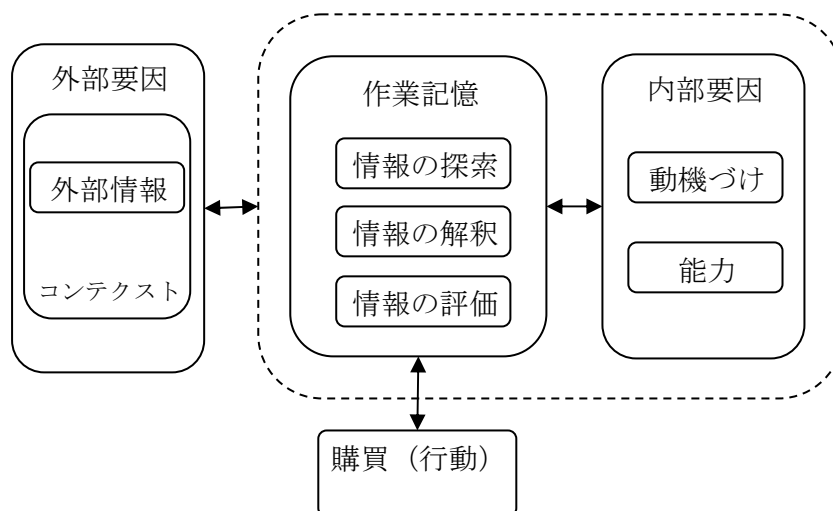 外部要因
外部情報
コンテクスト
作業記憶
情報の探索
情報の解釈
情報の評価
内部要因
動機づけ
能力
購買（行動）